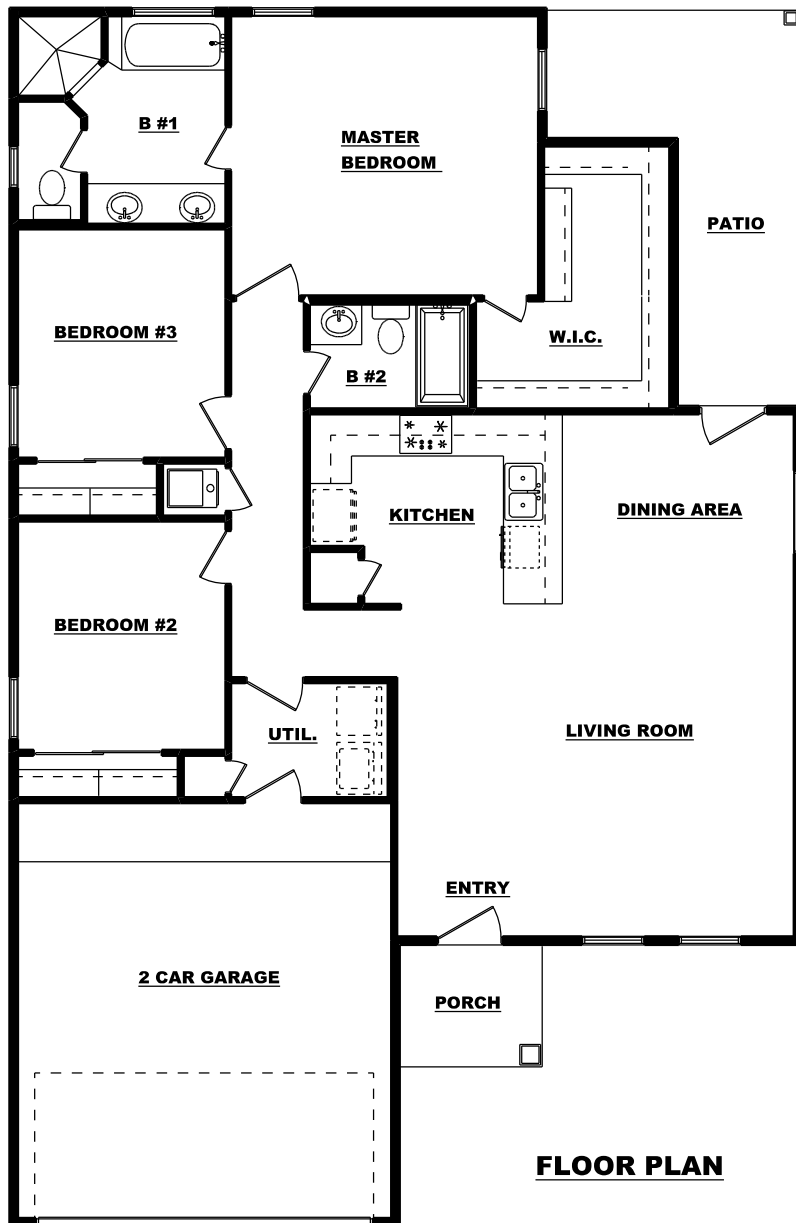 B #1
MASTER
BEDROOM
PATIO
BEDROOM #3
W.I.C.
B #2
KITCHEN
DINING AREA
BEDROOM #2
UTIL.
LIVING ROOM
ENTRY
2 CAR GARAGE
PORCH
FLOOR PLAN